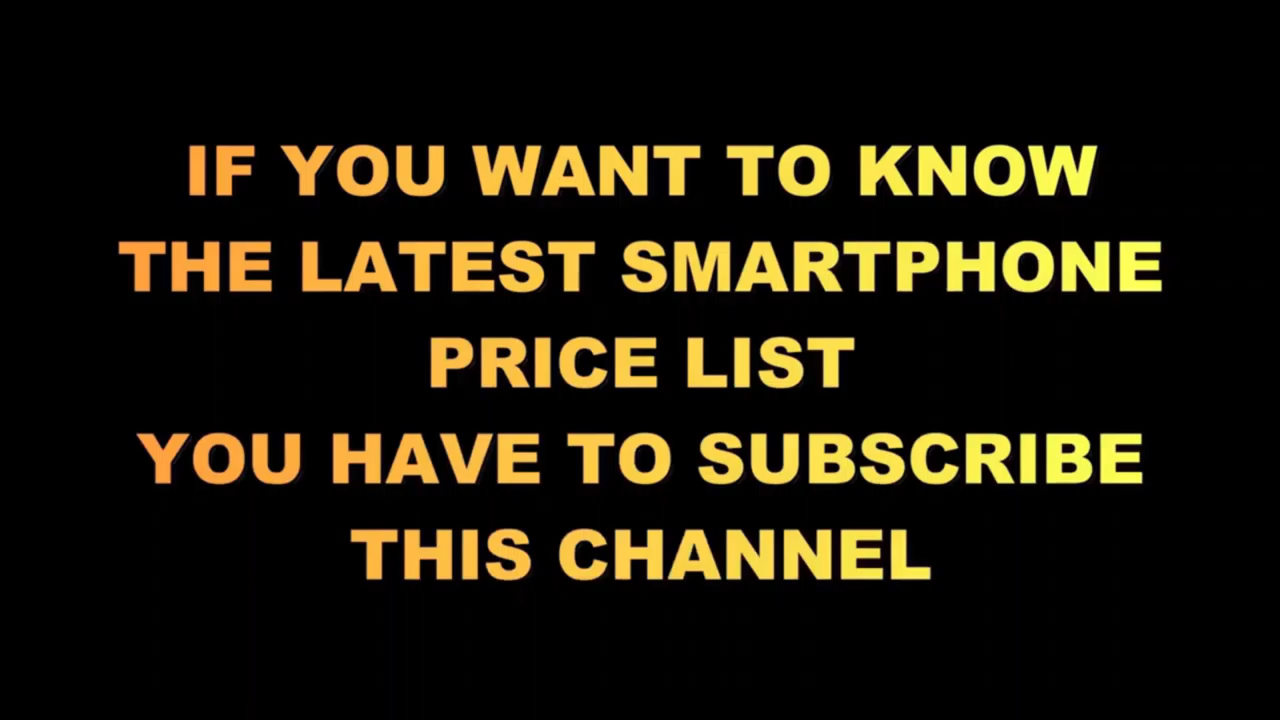 IF YOU WANT TO KNOW
THE LATEST SMARTPHONE
PRICE LIST
YOU HAVE TO SUBSCRIBE
THIS CHANNEL